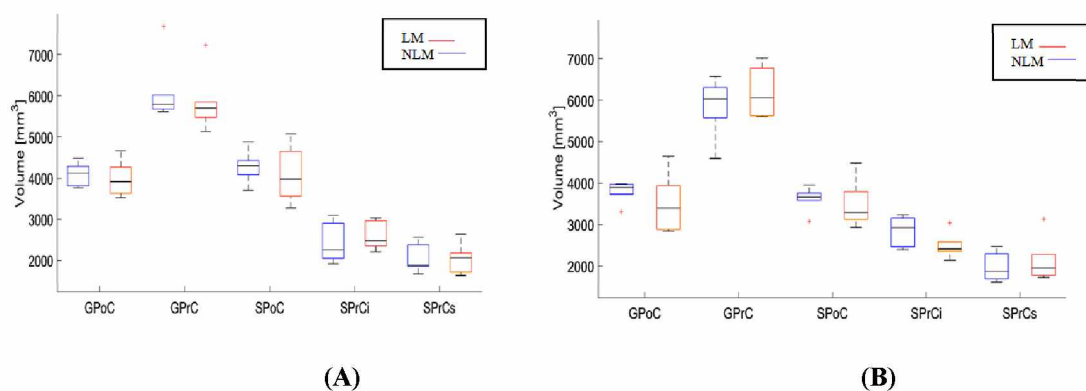 LM
NLM
7000
6000
5000
4000
3000
2000
Volume [mm³]
GPoC GPrC SPoC SPrCi SPrCs
(A)
LM
NLM
7000
6000
5000
4000
3000
2000
Volume [mm³]
GPoC GPrC SPoC SPrCi SPrCs
(B)